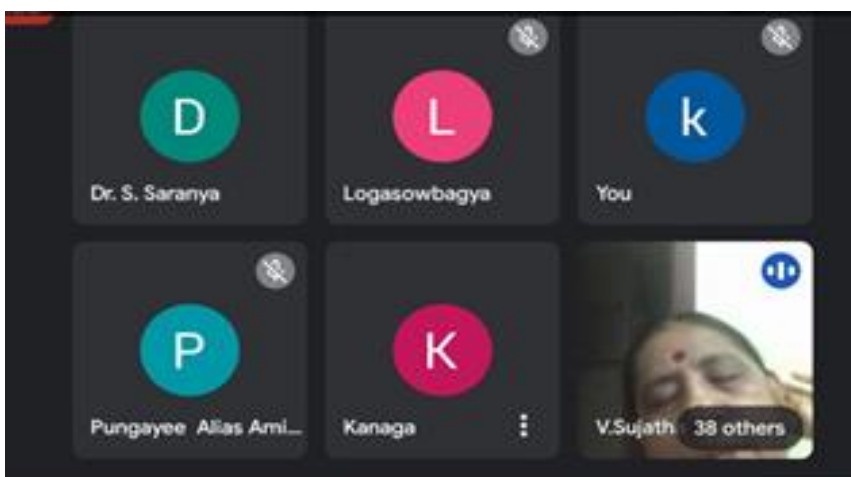 D
Dr. S. Saranya
L
Logasowbagya
k
You
P
Pungayee Alias Ami...
K
Kanaga
V.Sujath
38 others